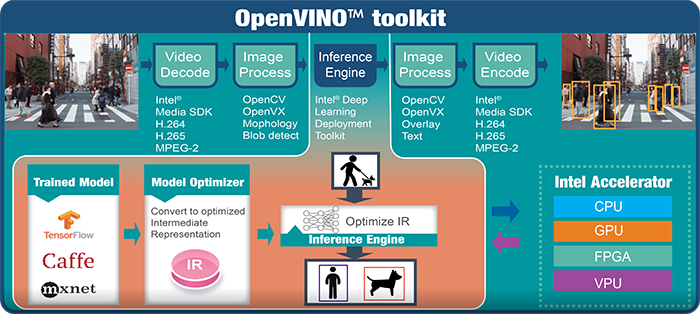 OpenVINO™ toolkit
Video
Decode
Image
Process
Inference
Engine
Image
Process
Video
Encode
Intel®
Media SDK
H.264
H.265
MPEG-2
OpenCV
OpenVX
Mophology
Blob detect
Intel® Deep
Learning
Deployment
Toolkit
OpenCV
OpenVX
Overlay
Text
Intel®
Media SDK
H.264
H.265
MPEG-2
Trained Model
TensorFlow
Caffe
mxnet
Model Optimizer
Convert to optimized
Intermediate
Representation
IR
Optimize IR
Inference Engine
Intel Accelerator
CPU
GPU
FPGA
VPU